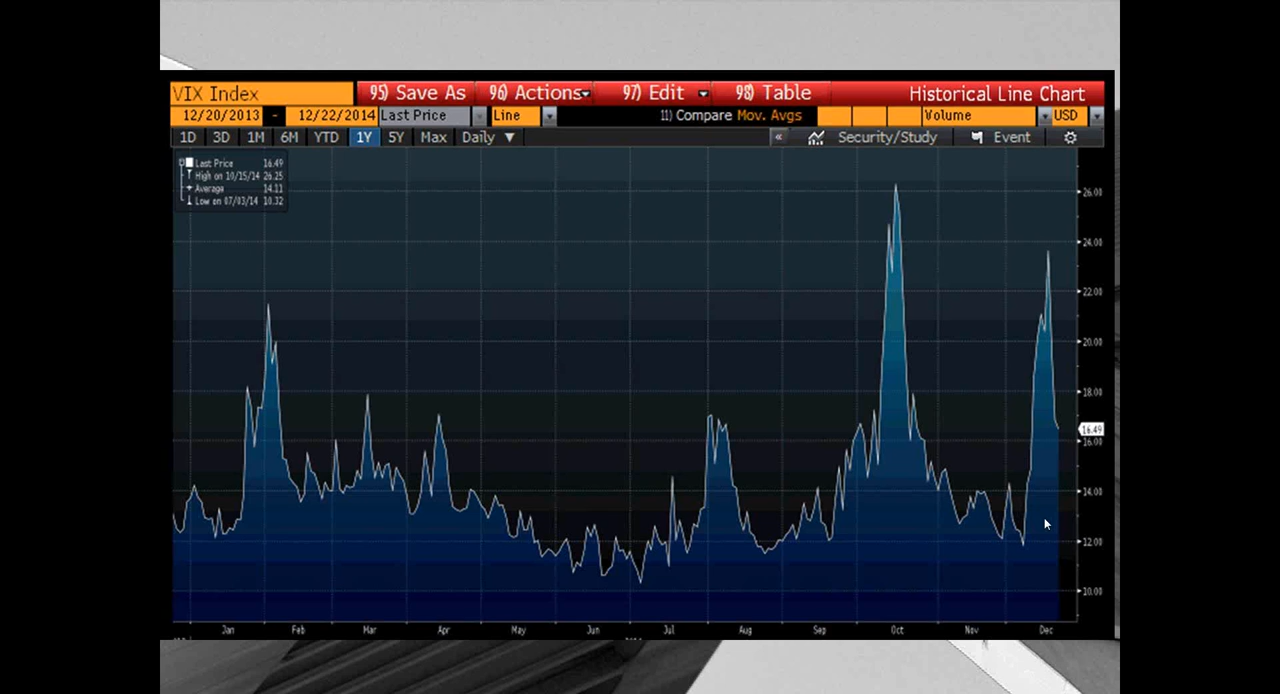 VIX Index 95) Save As 96) Actions 97) Edit 98) Table Historical Line Chart
12/20/2013 - 12/22/2014 Last Price Line 11) Compare Mov. Avgs Volume USD
1D 3D 1M 6M YTD 1Y 5Y Max Daily ▼ « Security/Study Event
Last Price 16.49
High on 10/15/14 26.25
Average 14.11
Low on 07/03/14 10.32
26.00
24.00
22.00
20.00
18.00
16.49
16.00
14.00
12.00
10.00
Jan Feb Mar Apr May Jun Jul Aug Sep Oct Nov Dec